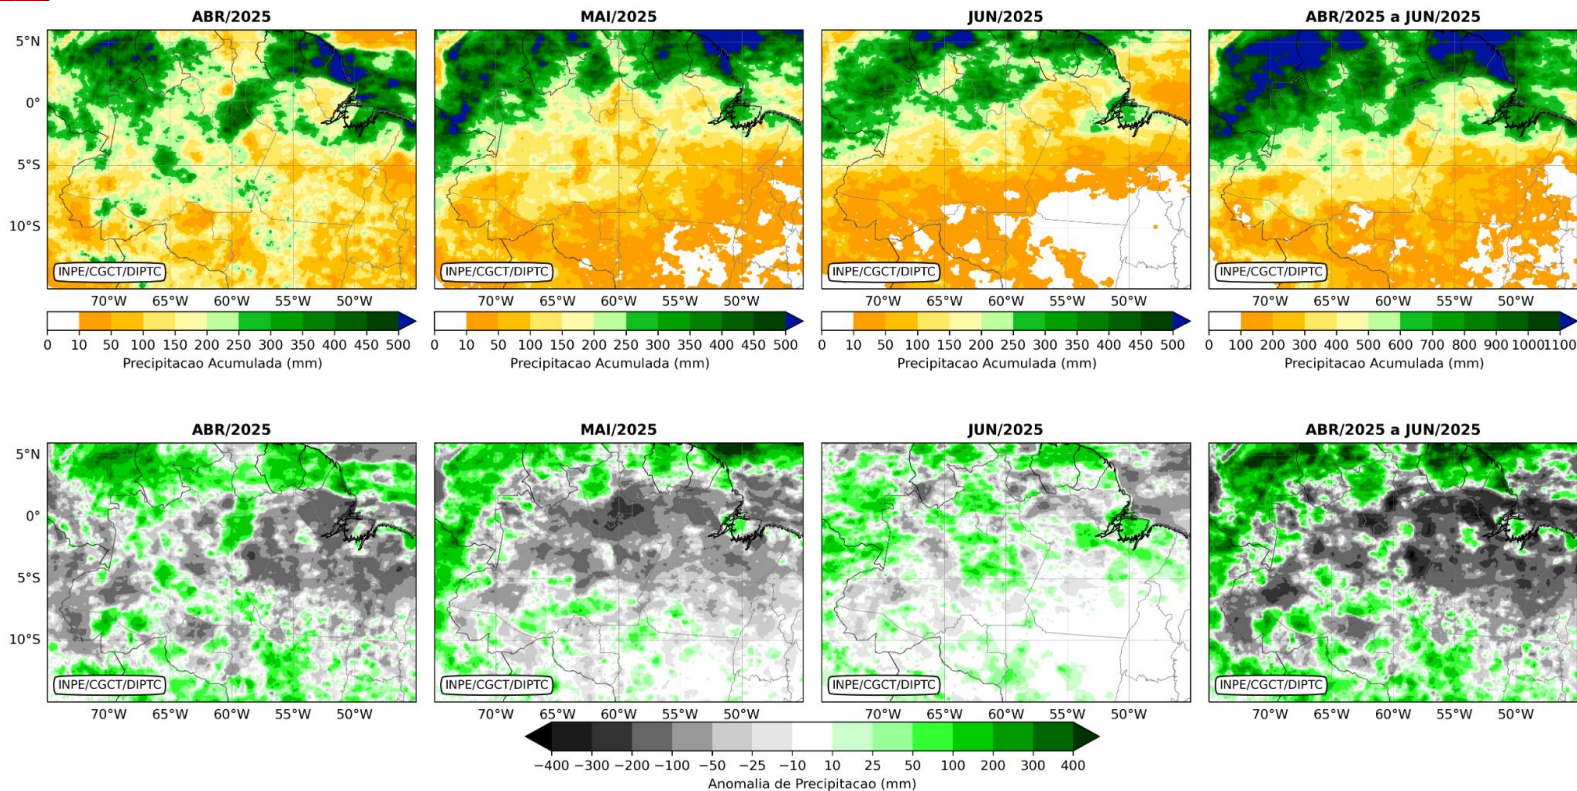 ABR/2025 MAI/2025 JUN/2025 ABR/2025 a JUN/2025
5°N
0°
5°S
10°S
INPE/CGCT/DIPTC INPE/CGCT/DIPTC INPE/CGCT/DIPTC INPE/CGCT/DIPTC
70°W 65°W 60°W 55°W 50°W 70°W 65°W 60°W 55°W 50°W 70°W 65°W 60°W 55°W 50°W 70°W 65°W 60°W 55°W 50°W
0 10 50 100 150 200 250 300 350 400 450 500 0 10 50 100 150 200 250 300 350 400 450 500 0 10 50 100 150 200 250 300 350 400 450 500 0 100 200 300 400 500 600 700 800 900 1000 1100
Precipitacao Acumulada (mm) Precipitacao Acumulada (mm) Precipitacao Acumulada (mm) Precipitacao Acumulada (mm)
ABR/2025 MAI/2025 JUN/2025 ABR/2025 a JUN/2025
5°N
0°
5°S
10°S
INPE/CGCT/DIPTC INPE/CGCT/DIPTC INPE/CGCT/DIPTC INPE/CGCT/DIPTC
70°W 65°W 60°W 55°W 50°W 70°W 65°W 60°W 55°W 50°W 70°W 65°W 60°W 55°W 50°W 70°W 65°W 60°W 55°W 50°W
−400 −300 −200 −100 −50 −25 −10 10 25 50 100 200 300 400
Anomalia de Precipitacao (mm)